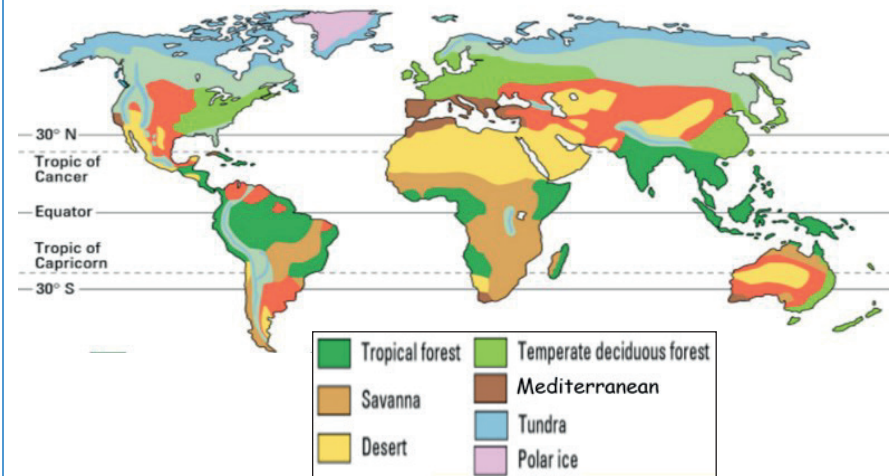 30° N
Tropic of
Cancer
Equator
Tropic of
Capricorn
30° S
Tropical forest
Savanna
Desert
Temperate deciduous forest
Mediterranean
Tundra
Polar ice